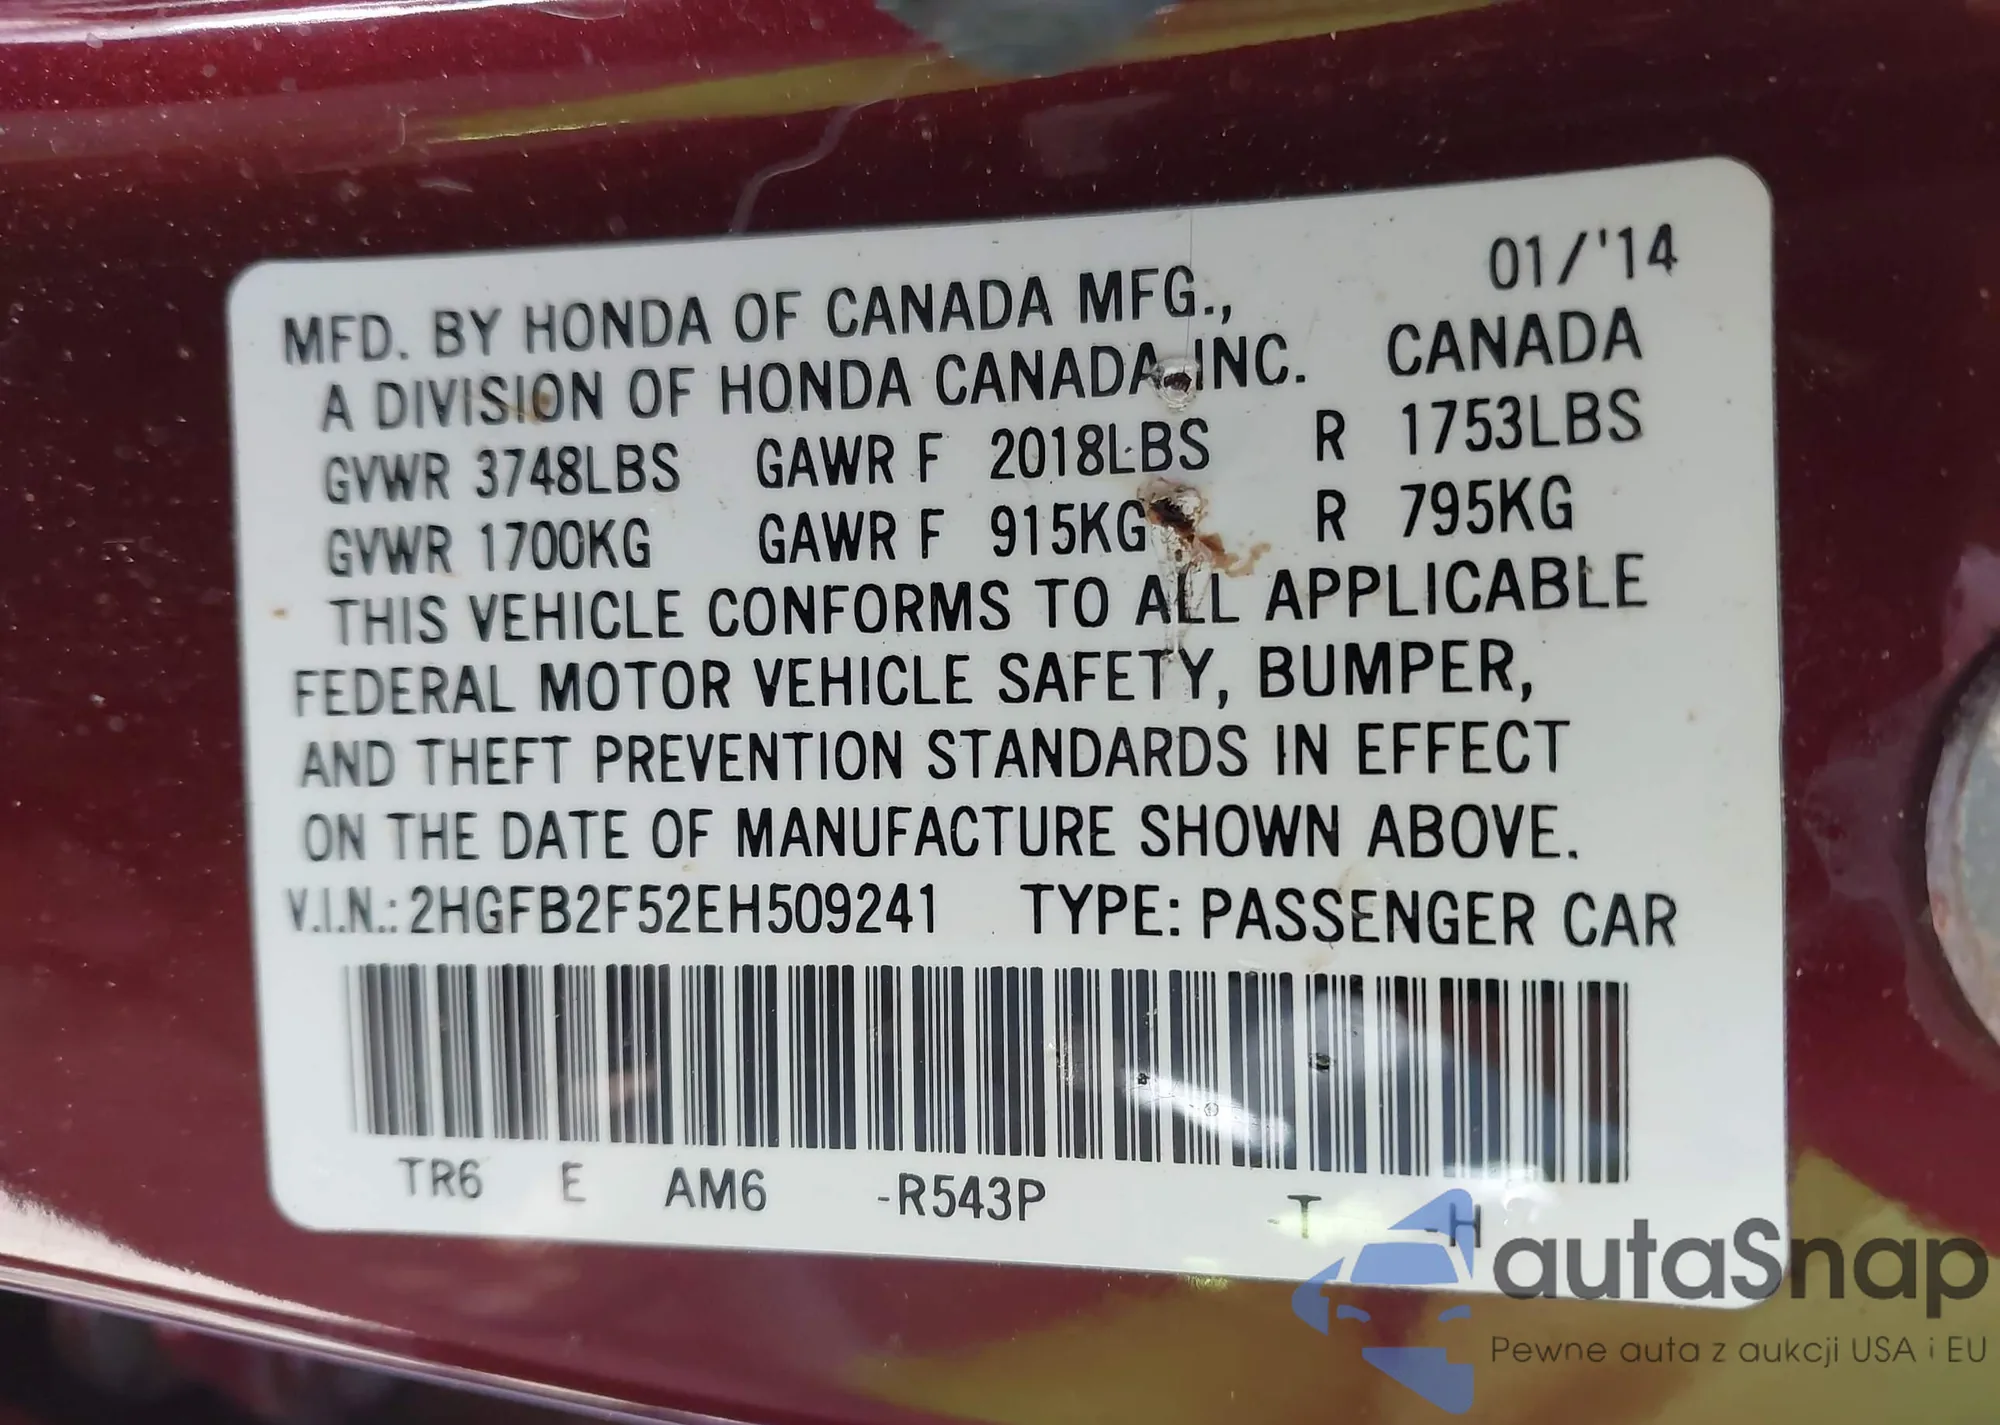 01/'14
MFD. BY HONDA OF CANADA MFG.,
A DIVISION OF HONDA CANADA INC. CANADA
GVWR 3748LBS GAWR F 2018LBS R 1753LBS
GVWR 1700KG GAWR F 915KG R 795KG
THIS VEHICLE CONFORMS TO ALL APPLICABLE
FEDERAL MOTOR VEHICLE SAFETY, BUMPER,
AND THEFT PREVENTION STANDARDS IN EFFECT
ON THE DATE OF MANUFACTURE SHOWN ABOVE.
V.I.N.: 2HGFB2F52EH509241 TYPE: PASSENGER CAR
TR6 E AM6 -R543P -T -H
autaSnap
Pewne auta z aukcji USA i EU